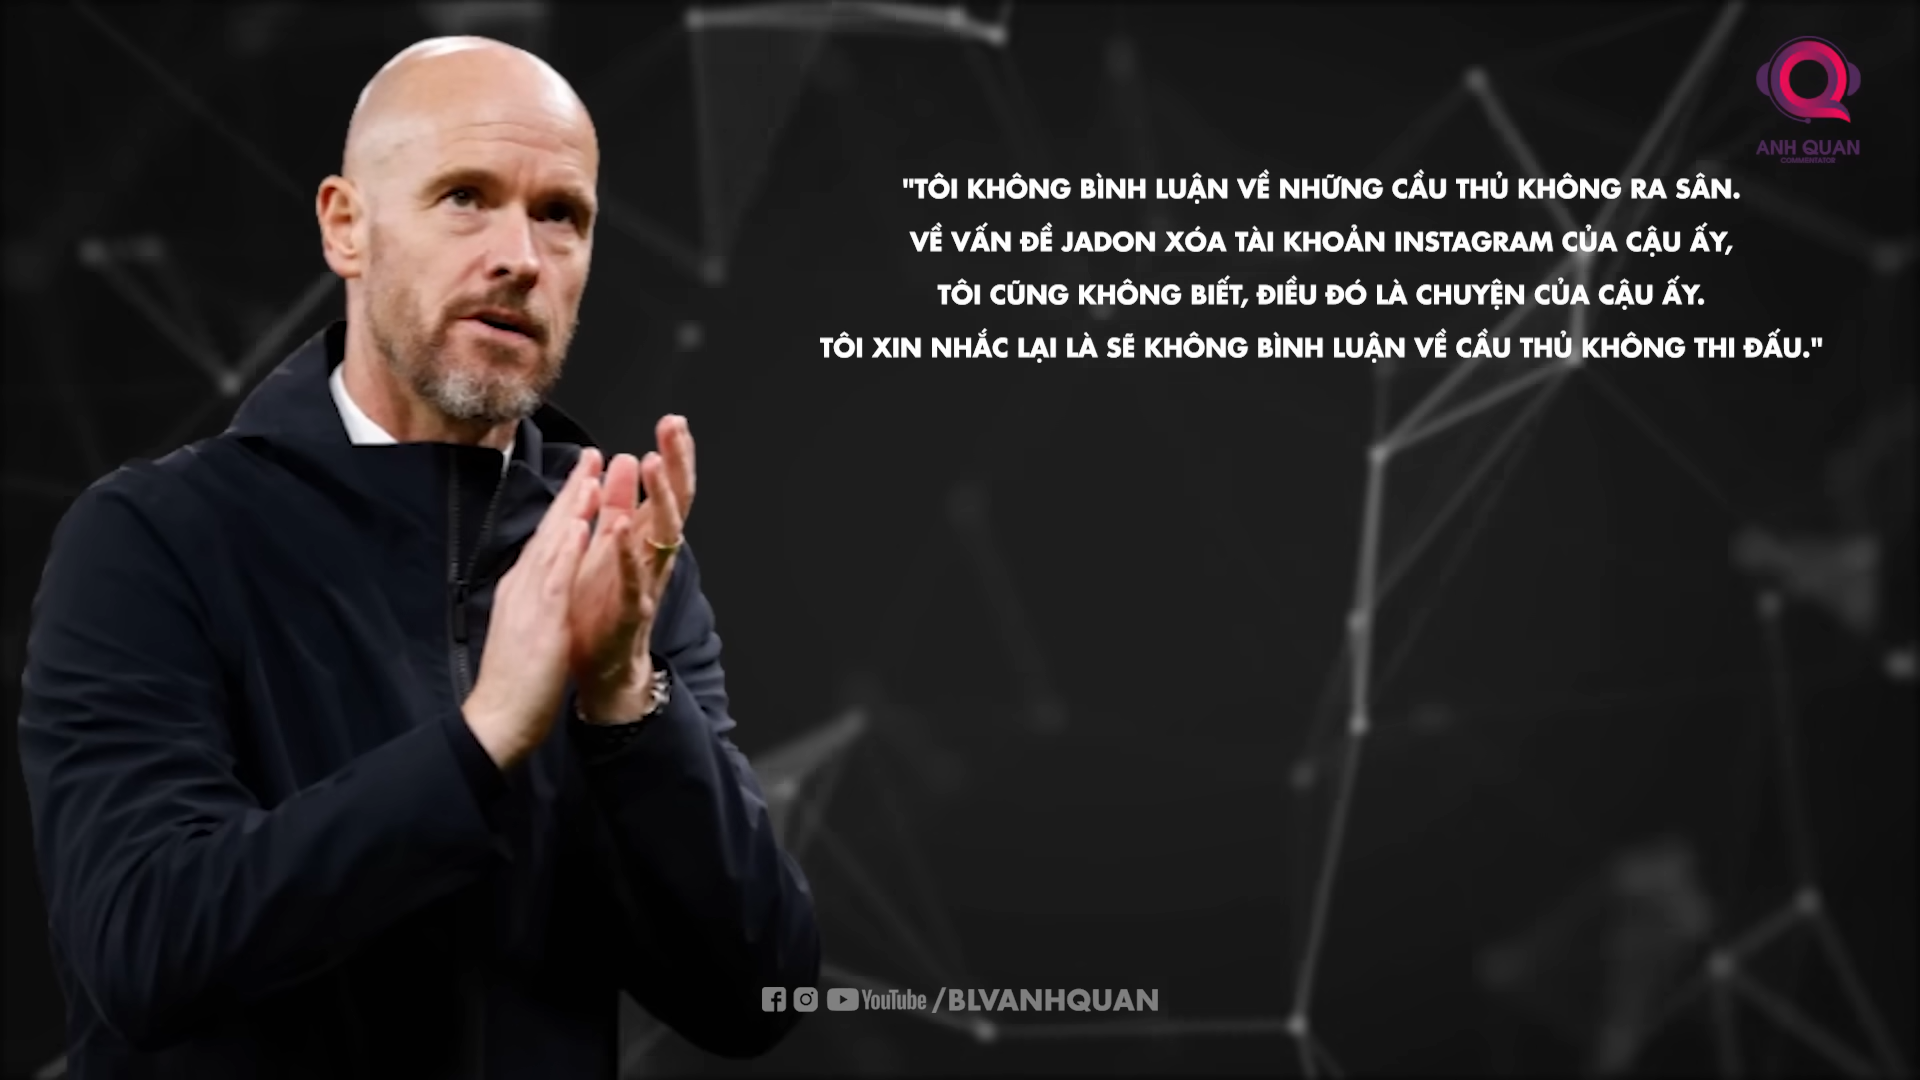 ANH QUAN
COMMENTATOR
"TÔI KHÔNG BÌNH LUẬN VỀ NHỮNG CẦU THỦ KHÔNG RA SÂN.
VỀ VẤN ĐỀ JADON XÓA TÀI KHOẢN INSTAGRAM CỦA CẬU ẤY,
TÔI CŨNG KHÔNG BIẾT, ĐIỀU ĐÓ LÀ CHUYỆN CỦA CẬU ẤY.
TÔI XIN NHẮC LẠI LÀ SẼ KHÔNG BÌNH LUẬN VỀ CẦU THỦ KHÔNG THI ĐẤU."
YouTube /BLVANHQUAN